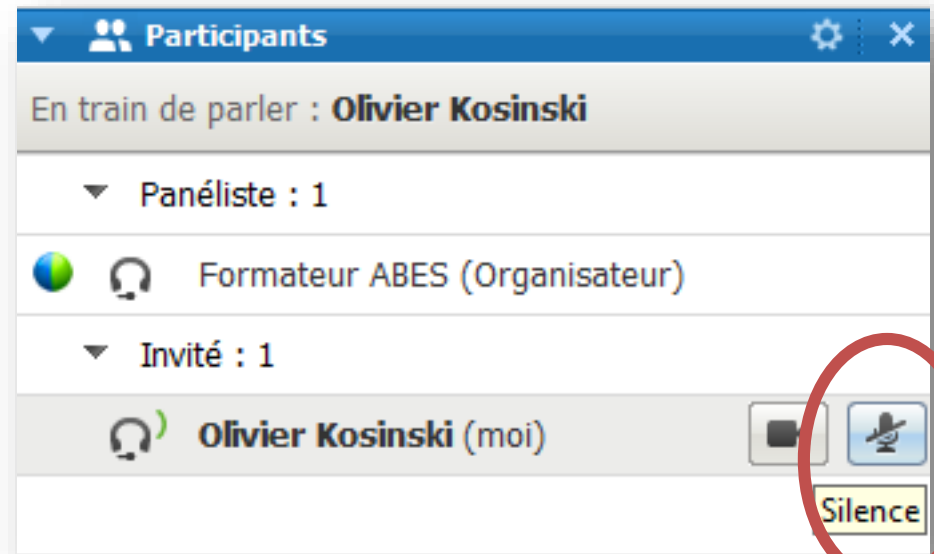 Participants
En train de parler : Olivier Kosinski
Panéliste : 1
Formateur ABES (Organisateur)
Invité : 1
Olivier Kosinski (moi)
Silence